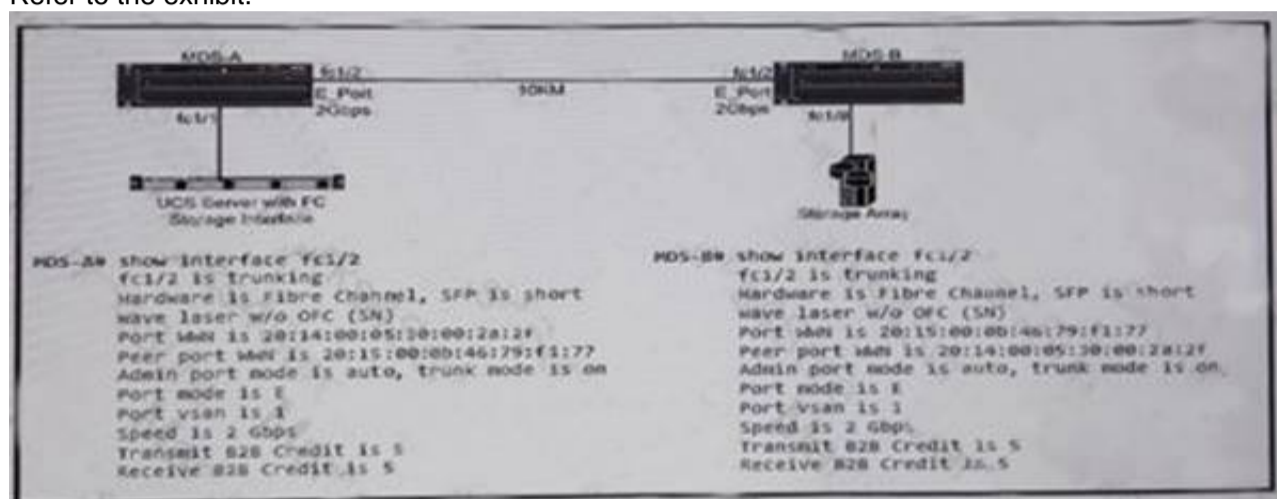 Refer to the exhibit.
MDS-A
MDS-B
fc1/2
10KM
fc1/2
E_Port
E_Port
2Gbps
2Gbps
fc1/1
UCS Server with FC
Storage Interface
Storage Array
MDS-A# show interface fc1/2
fc1/2 is trunking
Hardware is Fibre Channel, SFP is short
wave laser w/o OFC (SN)
Port WWN is 20:14:00:05:30:00:2a:2f
Peer port WWN is 20:15:00:0b:46:79:f1:77
Admin port mode is auto, trunk mode is on
Port mode is E
Port vsan is 1
Speed is 2 Gbps
Transmit B2B Credit is 5
Receive B2B Credit is 5
MDS-B# show interface fc1/2
fc1/2 is trunking
Hardware is Fibre Channel, SFP is short
wave laser w/o OFC (SN)
Port WWN is 20:15:00:0b:46:79:f1:77
Peer port WWN is 20:14:00:05:30:00:2a:2f
Admin port mode is auto, trunk mode is on
Port mode is E
Port vsan is 1
Speed is 2 Gbps
Transmit B2B Credit is 5
Receive B2B Credit is 5